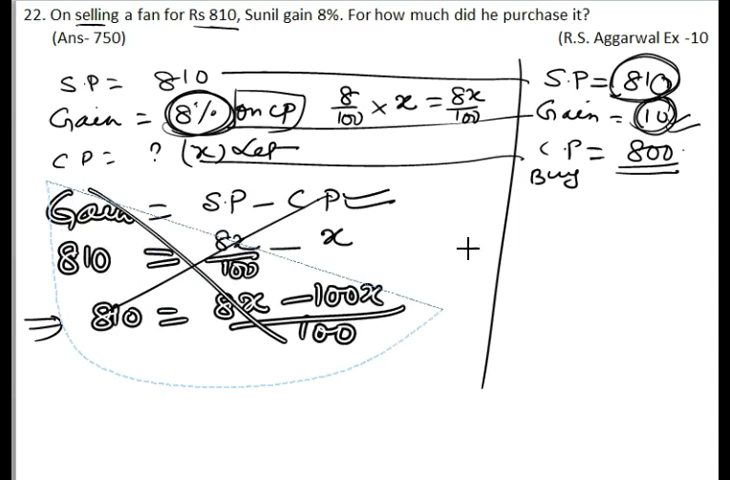 22. On selling a fan for Rs 810, Sunil gain 8%. For how much did he purchase it?
(Ans- 750)
(R.S. Aggarwal Ex -10
S.P = 810
Gain = 8% on CP 8/100 × x = 8x/100
CP = ? (x) Let
Gain = S.P - C.P =
810 = 8x/100 - x
⇒ 810 = 8x - 100x/100
S.P = 810
Gain = 10
C.P = 800
Buy
+